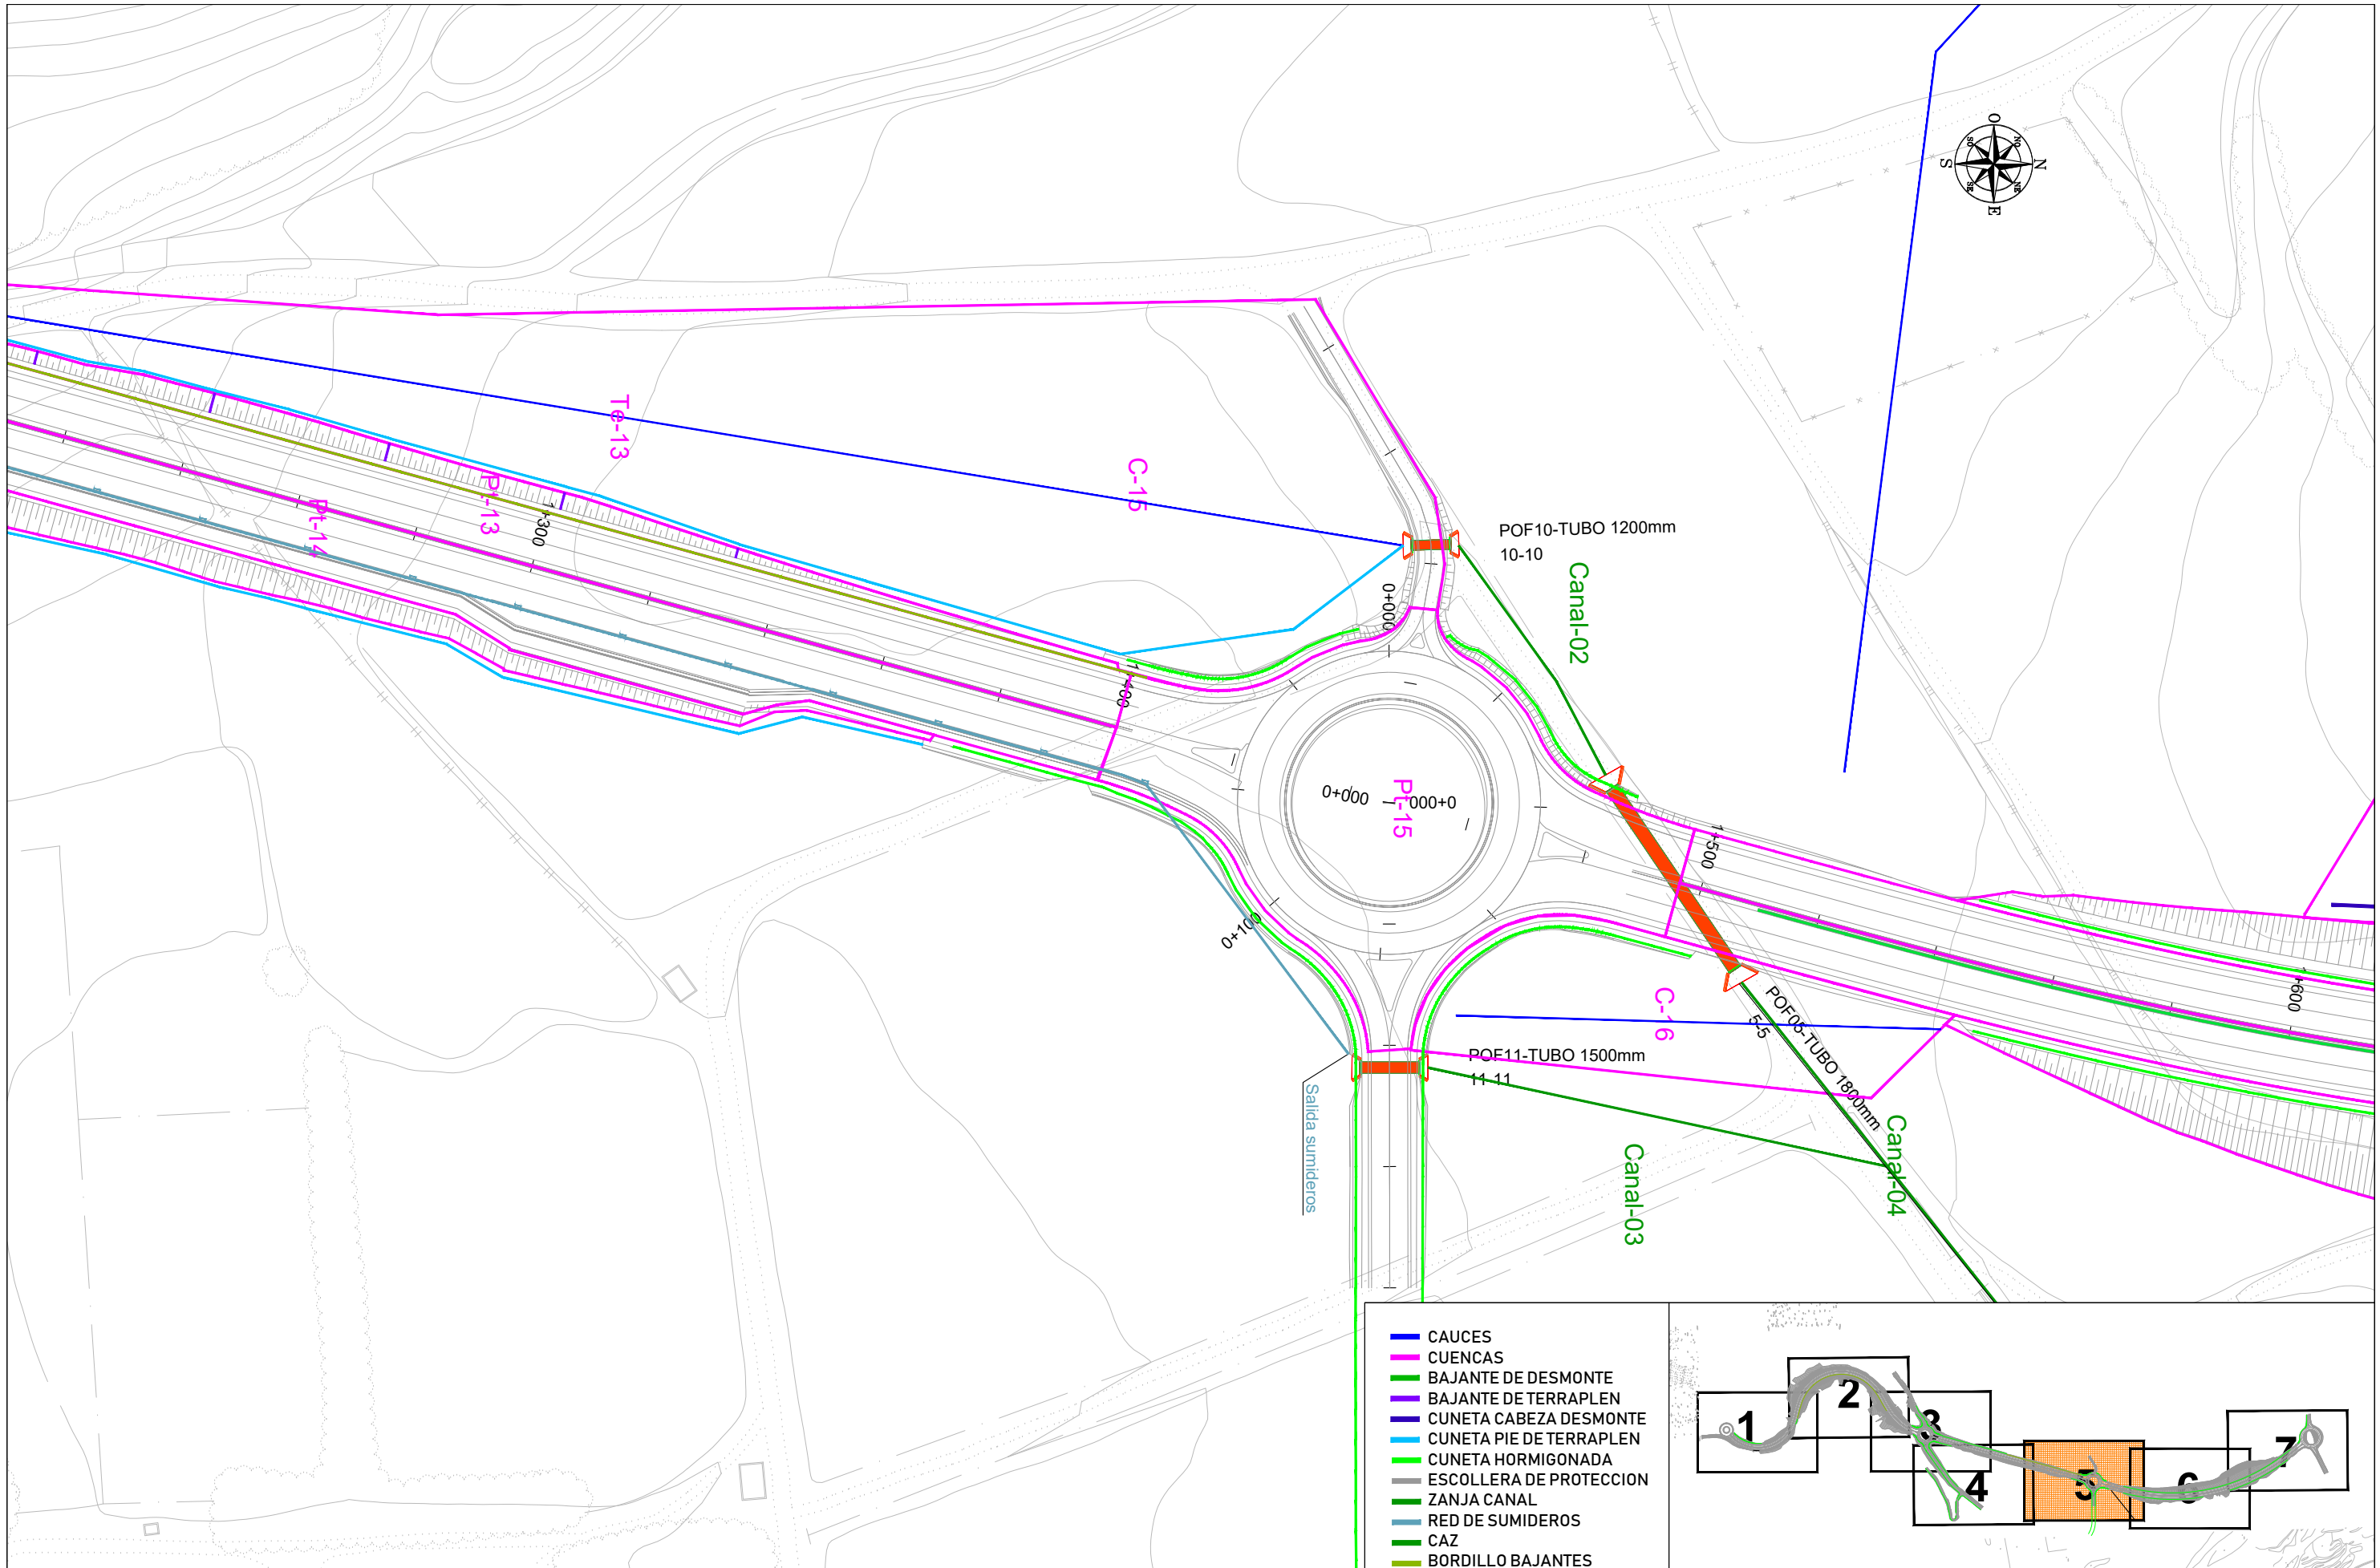 O
NO
N
NE
E
SE
S
SO
Te-13
C-15
Pt-13
Pt-14
1+300
POF10-TUBO 1200mm
10-10
Canal-02
0+000
1+400
Pt-15
0+000
0+000
1+500
0+100
1+600
C-16
POF05-TUBO 1800mm
5-5
POF11-TUBO 1500mm
11-11
Salida sumideros
Canal-03
Canal-04
CAUCES
CUENCAS
BAJANTE DE DESMONTE
BAJANTE DE TERRAPLEN
CUNETA CABEZA DESMONTE
CUNETA PIE DE TERRAPLEN
CUNETA HORMIGONADA
ESCOLLERA DE PROTECCION
ZANJA CANAL
RED DE SUMIDEROS
CAZ
BORDILLO BAJANTES
1
2
3
4
5
6
7